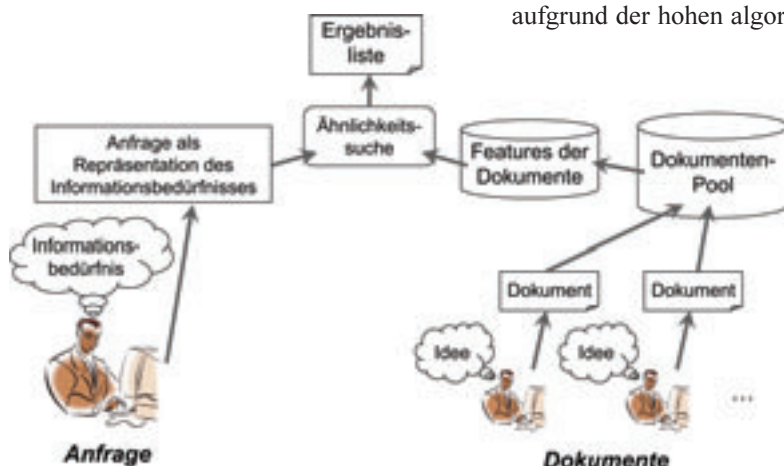 aufgrund der hohen algor
Ergebnis-
liste
Anfrage als
Repräsentation des
Informationsbedürfnisses
Ähnlichkeits-
suche
Features der
Dokumente
Dokumenten-
Pool
Informations-
bedürfnis
Dokument
Dokument
Idee
Idee
...
Anfrage
Dokumente